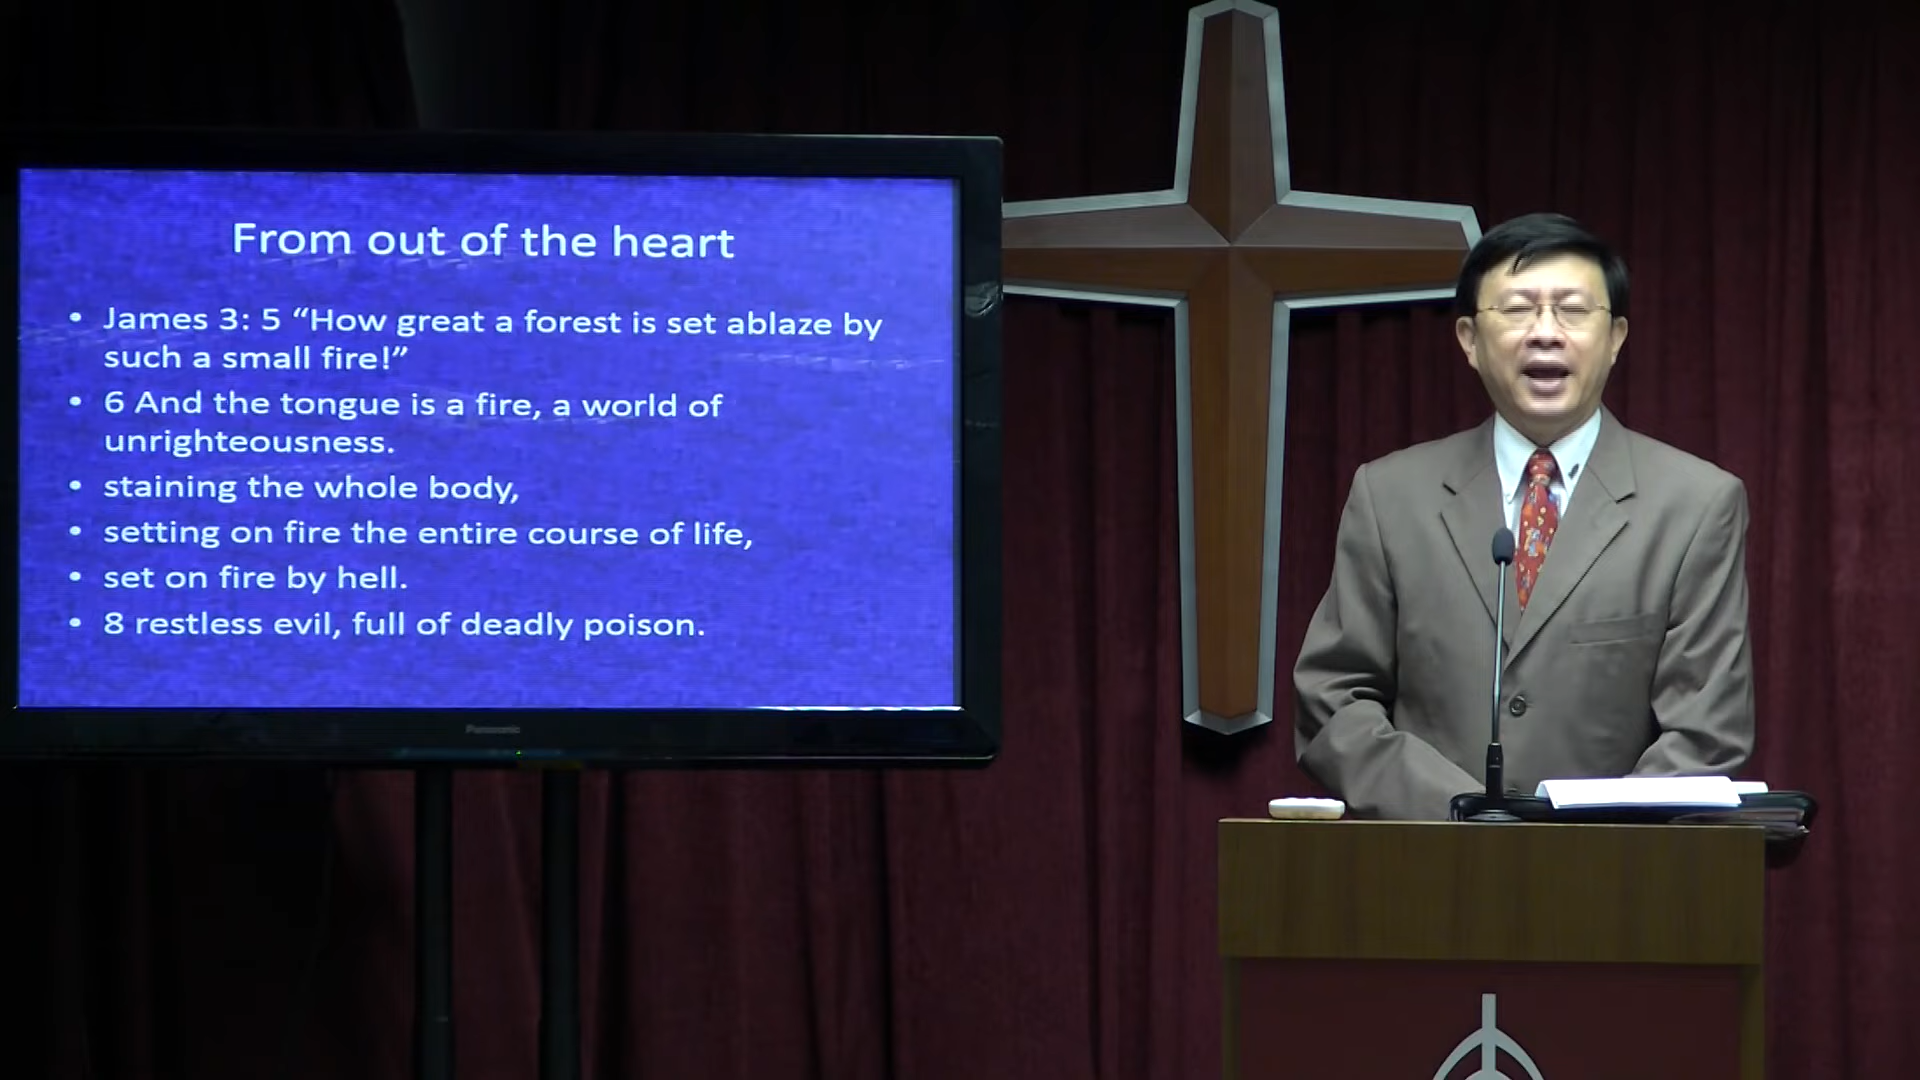 From out of the heart
• James 3: 5 “How great a forest is set ablaze by
such a small fire!”
• 6 And the tongue is a fire, a world of
unrighteousness.
• staining the whole body,
• setting on fire the entire course of life,
• set on fire by hell.
• 8 restless evil, full of deadly poison.
Panasonic